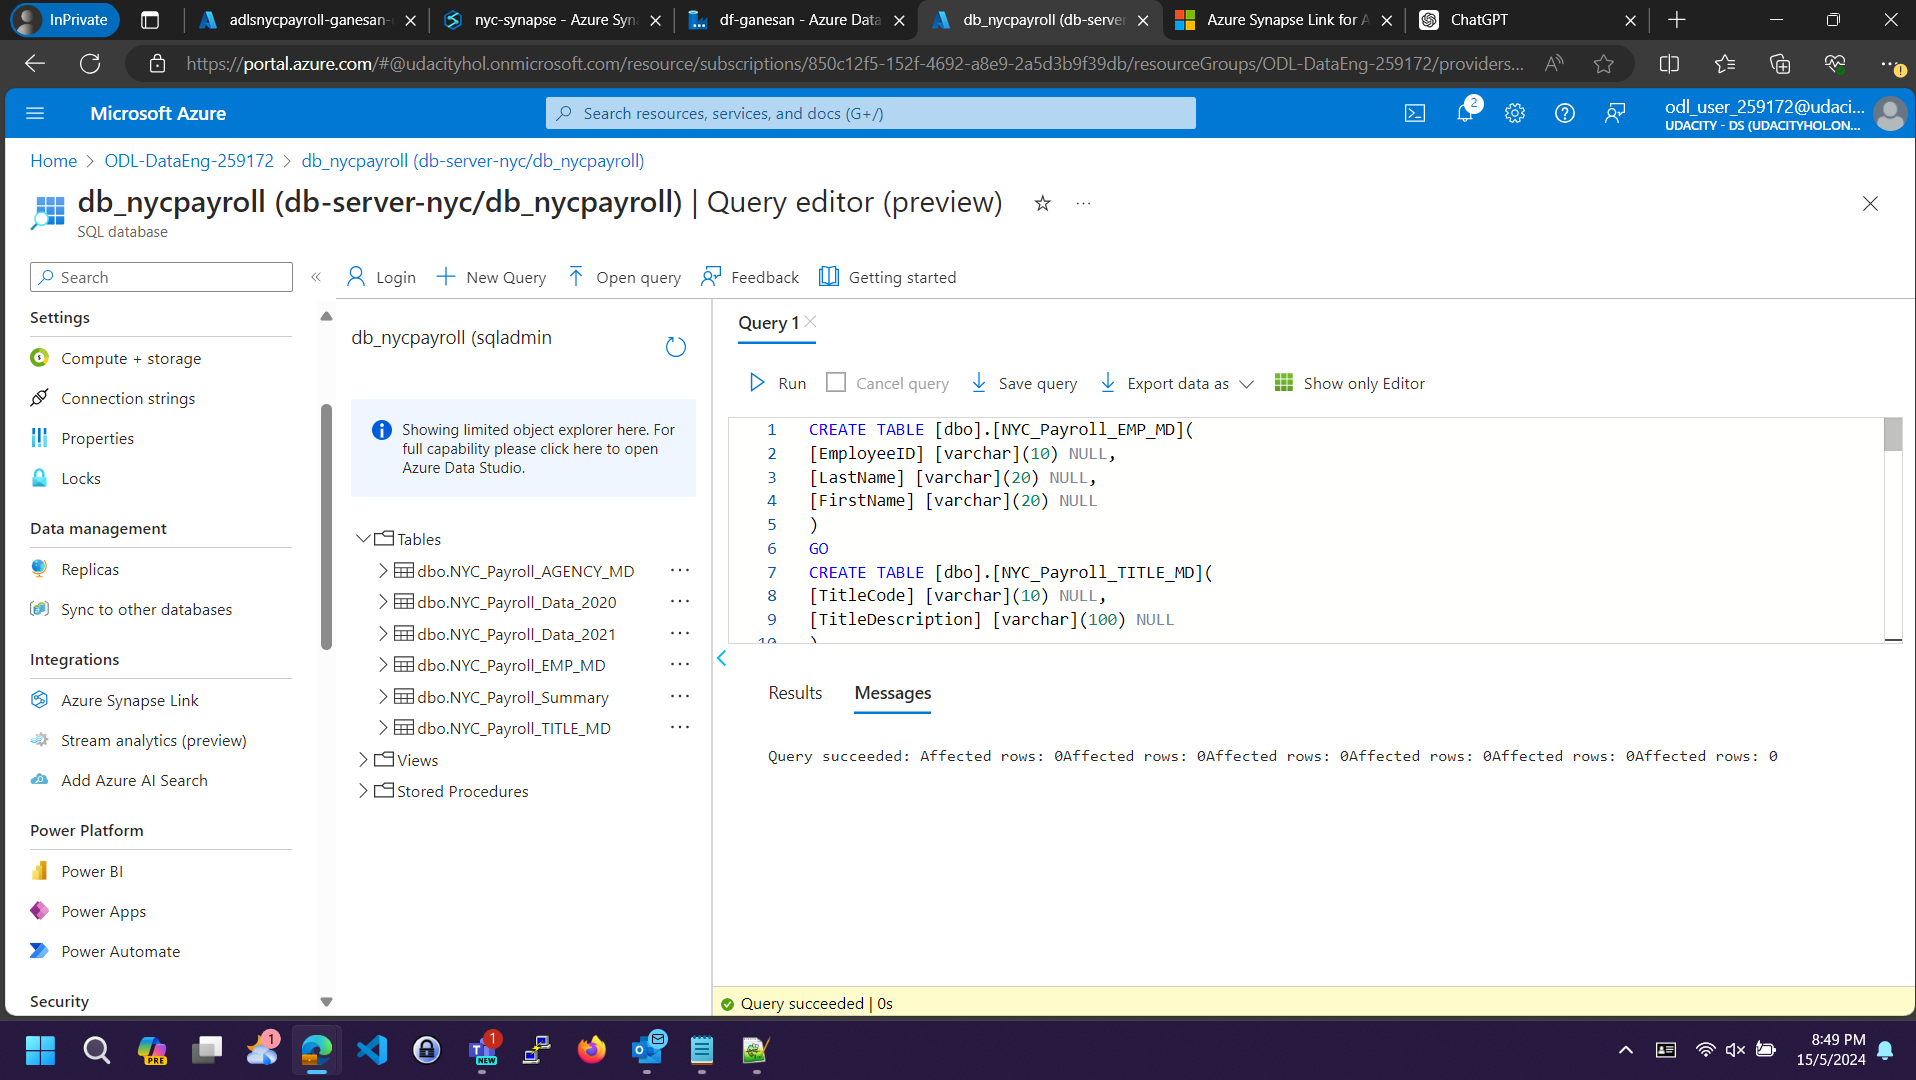 InPrivate
adlsnycpayroll-ganesan-
nyc-synapse - Azure Syn
df-ganesan - Azure Data
db_nycpayroll (db-server
Azure Synapse Link for A
ChatGPT
https://portal.azure.com/#@udacityhol.onmicrosoft.com/resource/subscriptions/850c12f5-152f-4692-a8e9-2a5d3b9f39db/resourceGroups/ODL-DataEng-259172/providers...
Microsoft Azure
Search resources, services, and docs (G+/)
2
odl_user_259172@udaci...
UDACITY - DS (UDACITYHOL.ON...
Home > ODL-DataEng-259172 > db_nycpayroll (db-server-nyc/db_nycpayroll)
db_nycpayroll (db-server-nyc/db_nycpayroll) | Query editor (preview)
SQL database
Search
Login
New Query
Open query
Feedback
Getting started
Settings
Compute + storage
Connection strings
Properties
Locks
Data management
Replicas
Sync to other databases
Integrations
Azure Synapse Link
Stream analytics (preview)
Add Azure AI Search
Power Platform
Power BI
Power Apps
Power Automate
Security
db_nycpayroll (sqladmin
Showing limited object explorer here. For
full capability please click here to open
Azure Data Studio.
Tables
dbo.NYC_Payroll_AGENCY_MD
dbo.NYC_Payroll_Data_2020
dbo.NYC_Payroll_Data_2021
dbo.NYC_Payroll_EMP_MD
dbo.NYC_Payroll_Summary
dbo.NYC_Payroll_TITLE_MD
Views
Stored Procedures
Query 1
Run
Cancel query
Save query
Export data as
Show only Editor
1 CREATE TABLE [dbo].[NYC_Payroll_EMP_MD](
2 [EmployeeID] [varchar](10) NULL,
3 [LastName] [varchar](20) NULL,
4 [FirstName] [varchar](20) NULL
5 )
6 GO
7 CREATE TABLE [dbo].[NYC_Payroll_TITLE_MD](
8 [TitleCode] [varchar](10) NULL,
9 [TitleDescription] [varchar](100) NULL
10 )
Results
Messages
Query succeeded: Affected rows: 0Affected rows: 0Affected rows: 0Affected rows: 0Affected rows: 0Affected rows: 0
Query succeeded | 0s
PRE
1
1
NEW
8:49 PM
15/5/2024